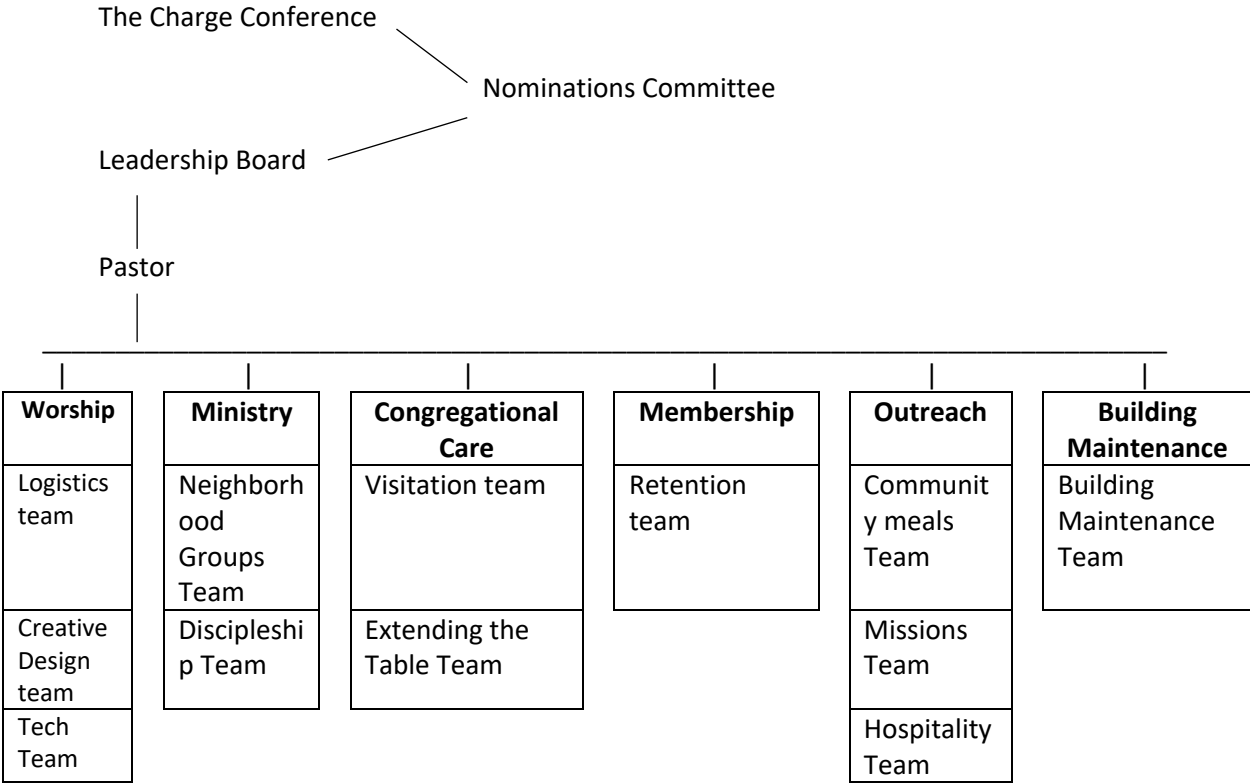 The Charge Conference
Nominations Committee
Leadership Board
Pastor
Worship
Ministry
Congregational
Care
Membership
Outreach
Building
Maintenance
Logistics
team
Neighborh
ood
Groups
Team
Visitation team
Retention
team
Communit
y meals
Team
Building
Maintenance
Team
Creative
Design
team
Discipleshi
p Team
Extending the
Table Team
Missions
Team
Tech
Team
Hospitality
Team